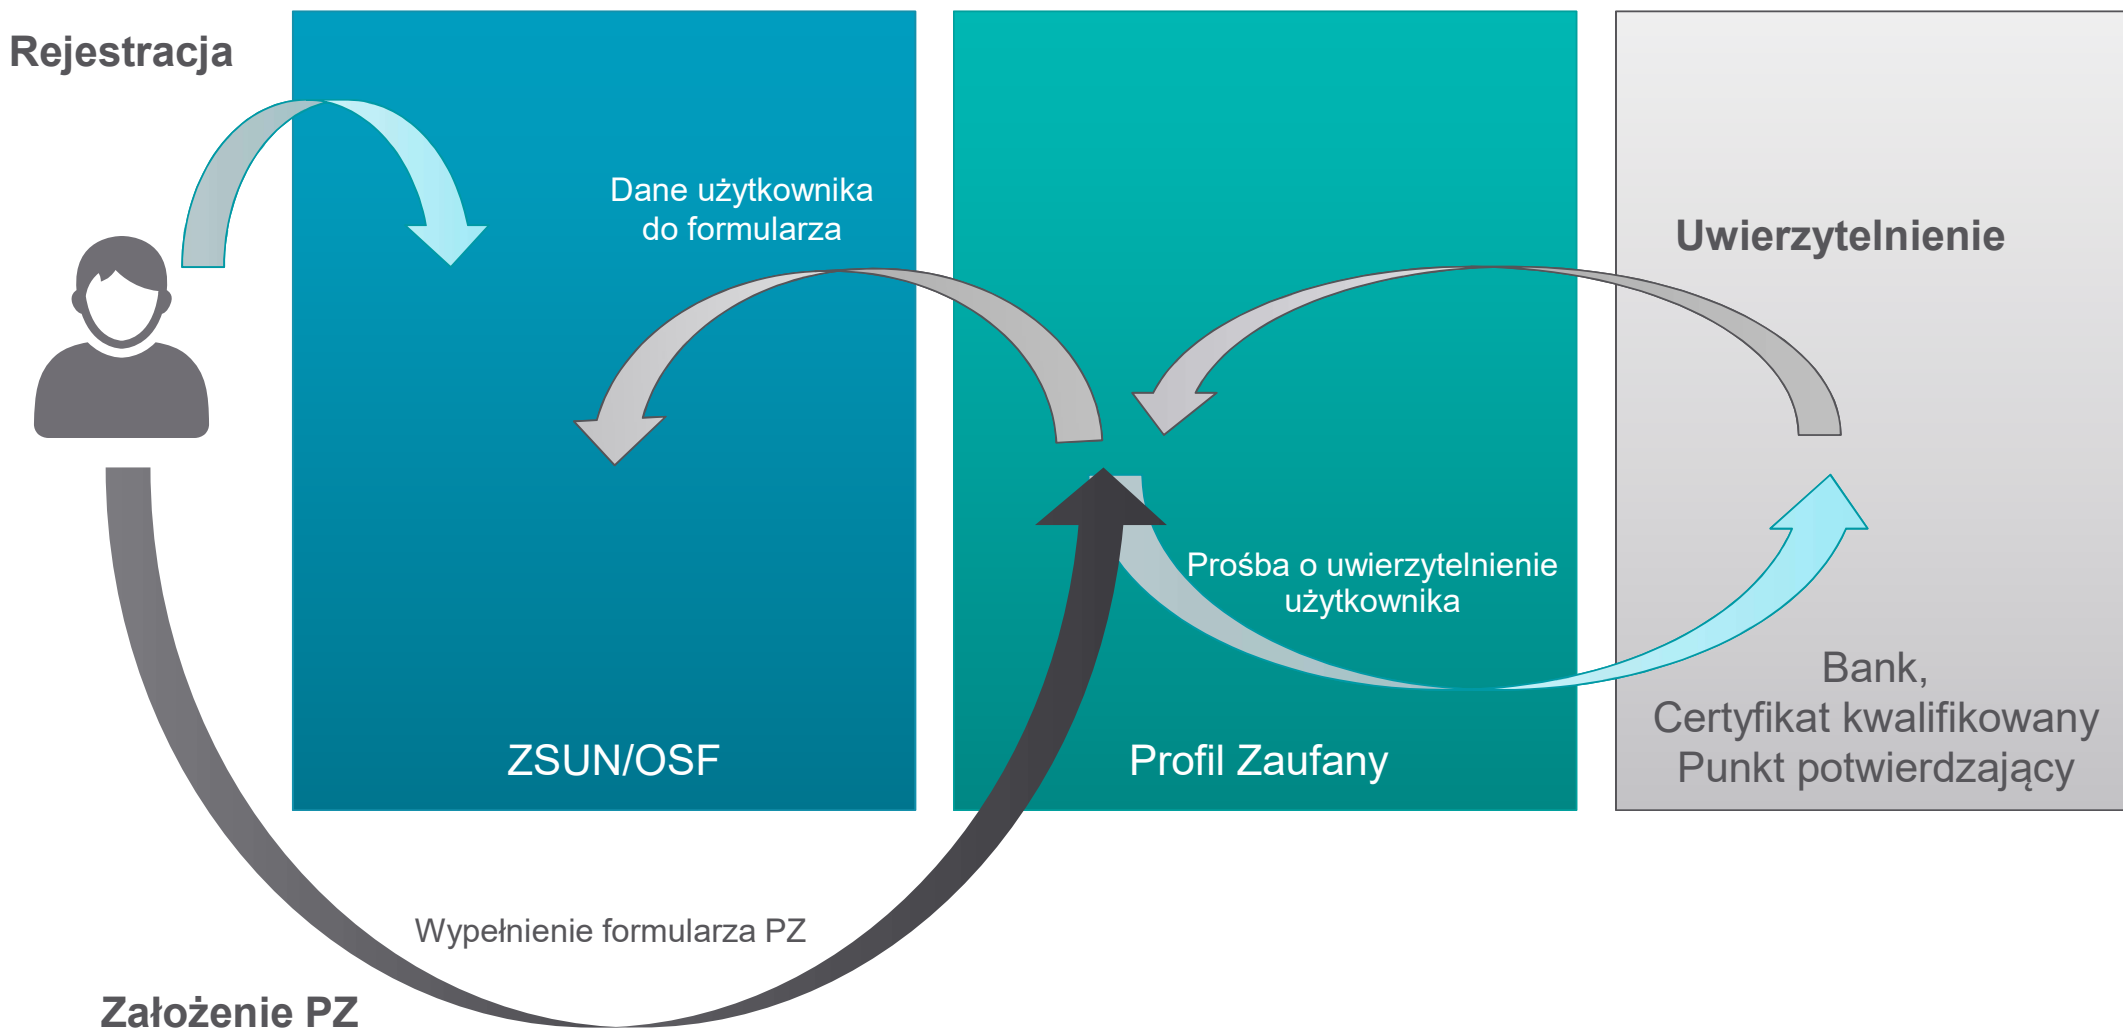 Rejestracja
Dane użytkownika
do formularza
Uwierzytelnienie
Prośba o uwierzytelnienie
użytkownika
Bank,
Certyfikat kwalifikowany
Punkt potwierdzający
ZSUN/OSF
Profil Zaufany
Wypełnienie formularza PZ
Założenie PZ